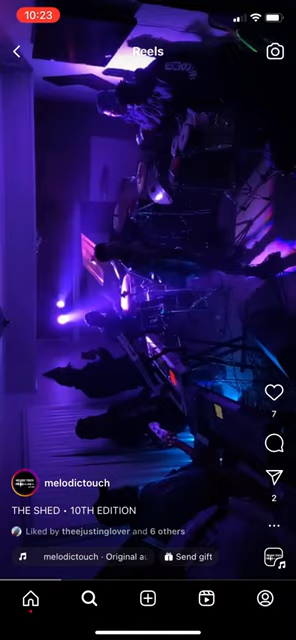 10:23
Reels
7
2
melodictouch
THE SHED • 10TH EDITION
Liked by theejustinglover and 6 others
melodictouch · Original a
Send gift